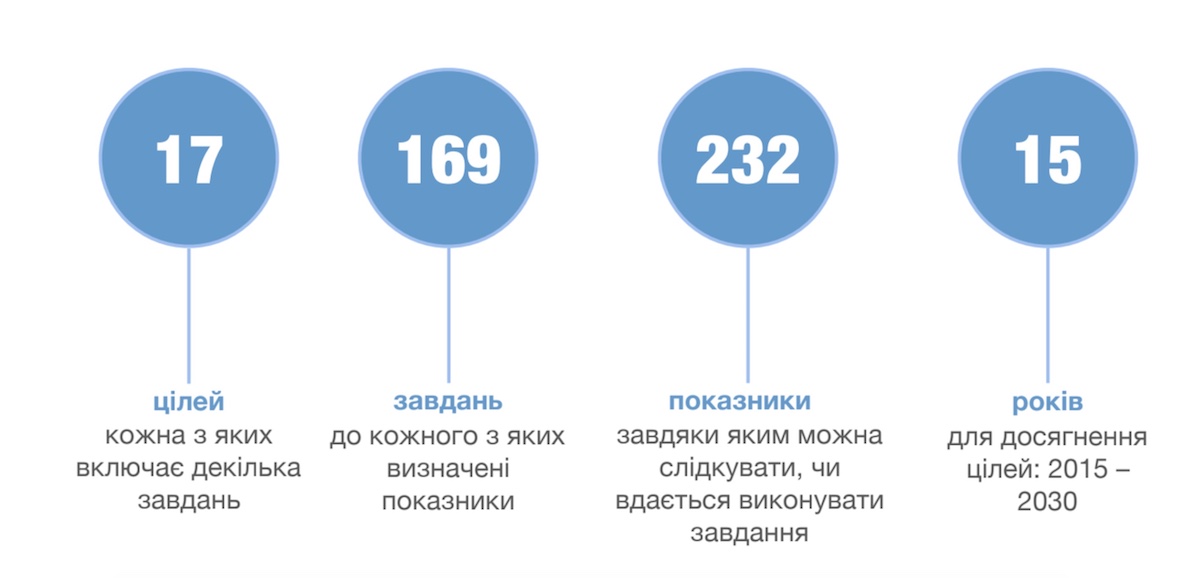 17
цілей
кожна з яких
включає декілька
завдань
169
завдань
до кожного з яких
визначені
показники
232
показники
завдяки яким можна
слідкувати, чи
вдається виконувати
завдання
15
років
для досягнення
цілей: 2015 –
2030